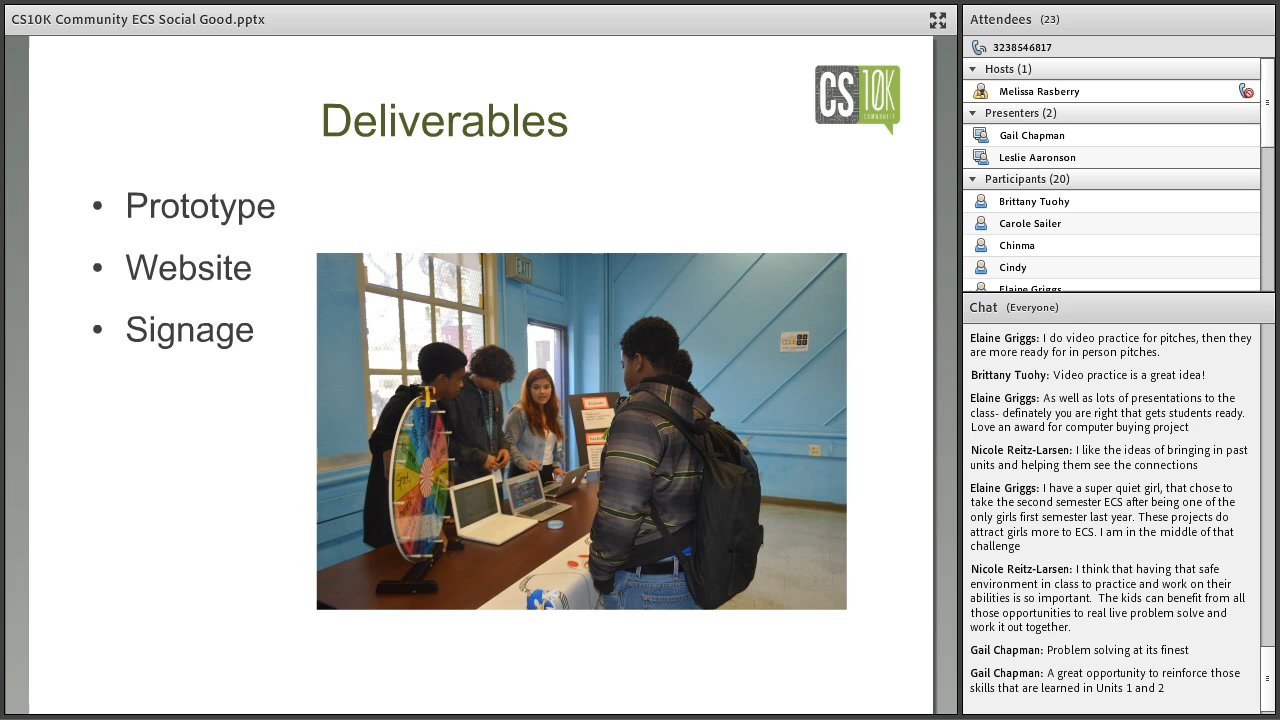 CS10K Community ECS Social Good.pptx
CS 10K
COMMUNITY
Deliverables
• Prototype
• Website
• Signage
EXIT
Attendees (23)
3238546817
Hosts (1)
Melissa Rasberry
Presenters (2)
Gail Chapman
Leslie Aaronson
Participants (20)
Brittany Tuohy
Carole Sailer
Chinma
Cindy
Elaine Griggs
Chat (Everyone)
Elaine Griggs: I do video practice for pitches, then they
are more ready for in person pitches.
Brittany Tuohy: Video practice is a great idea!
Elaine Griggs: As well as lots of presentations to the
class- definitely you are right that gets students ready.
Love an award for computer buying project
Nicole Reitz-Larsen: I like the ideas of bringing in past
units and helping them see the connections
Elaine Griggs: I have a super quiet girl, that chose to
take the second semester ECS after being one of the
only girls first semester last year. These projects do
attract girls more to ECS. I am in the middle of that
challenge
Nicole Reitz-Larsen: I think that having that safe
environment in class to practice and work on their
abilities is so important. The kids can benefit from all
those opportunities to real live problem solve and
work it out together.
Gail Chapman: Problem solving at its finest
Gail Chapman: A great opportunity to reinforce those
skills that are learned in Units 1 and 2